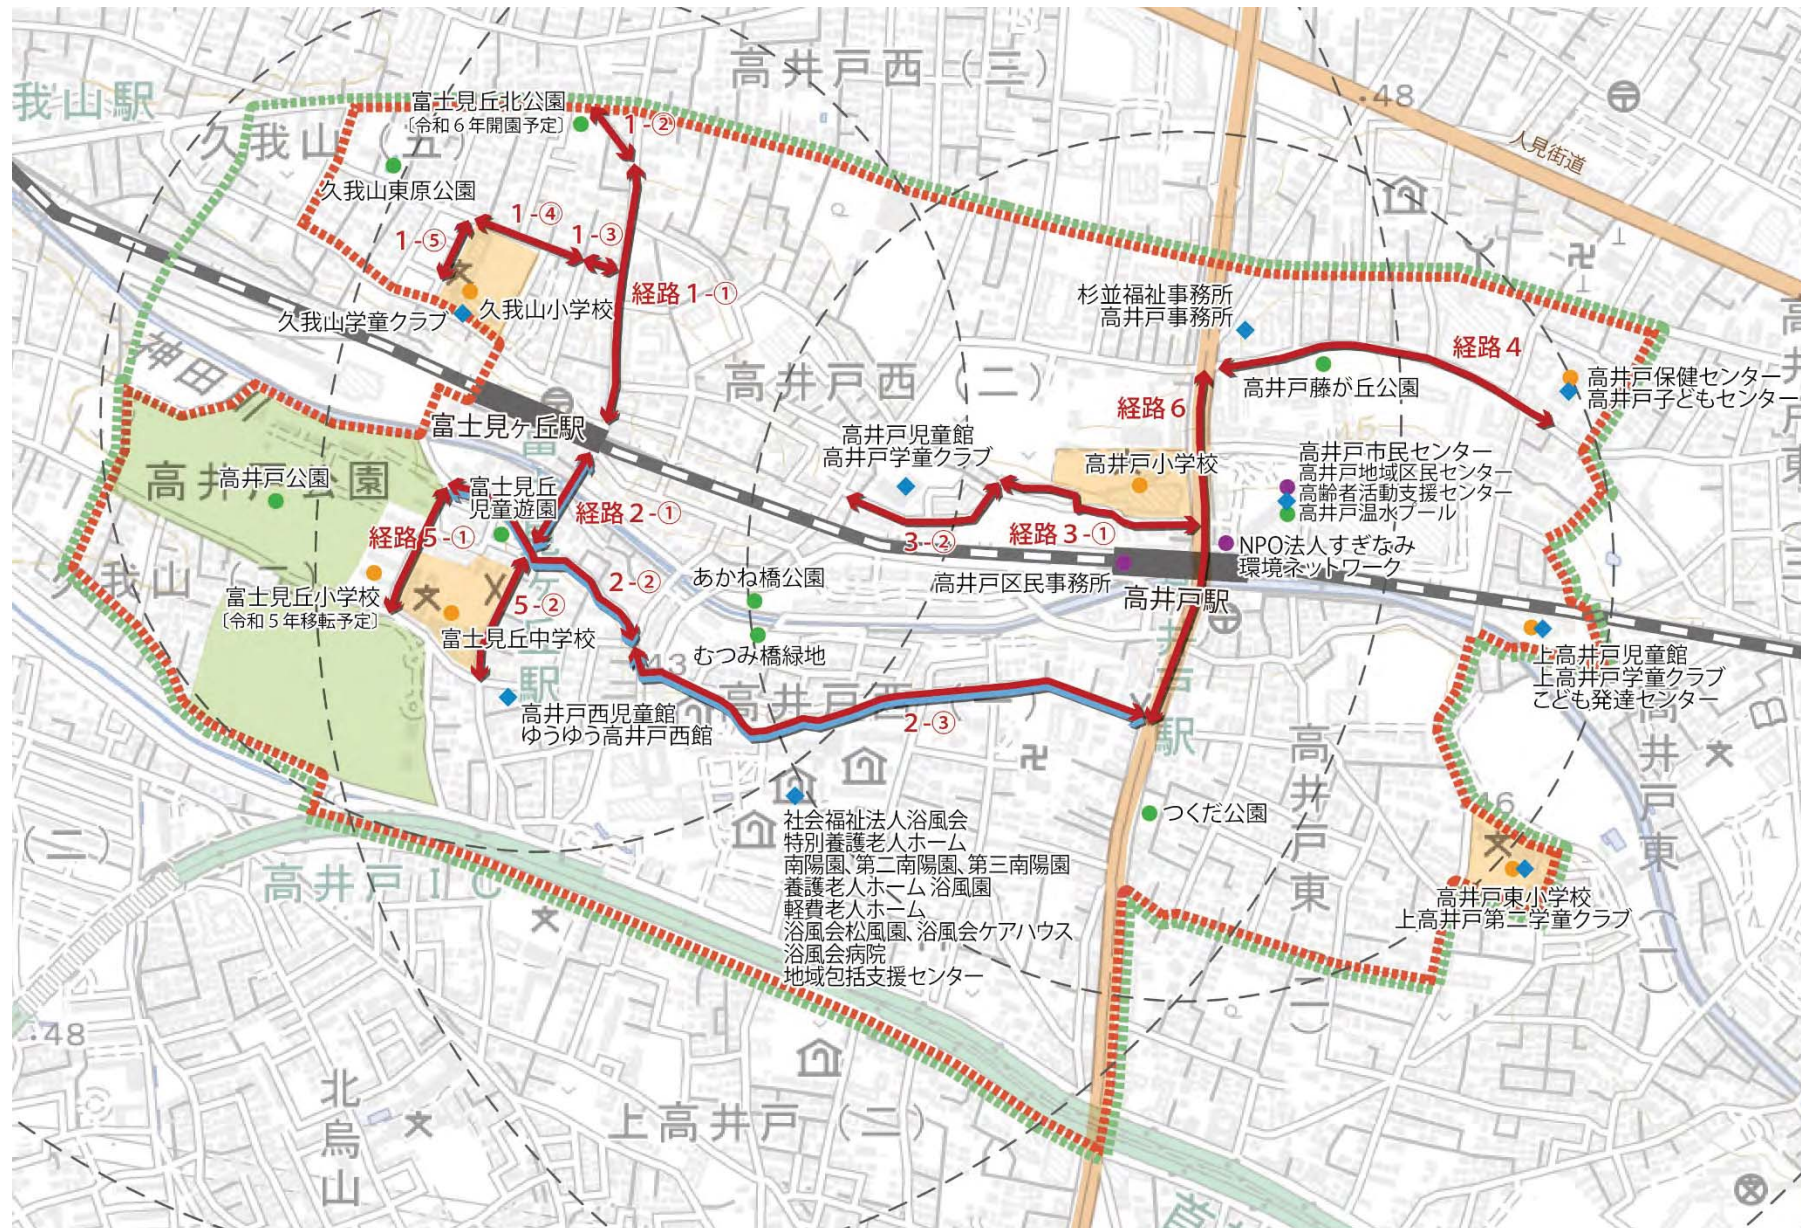 高井戸西(三)
我山駅
富士見丘北公園
〔令和6年開園予定〕
1-②
・48
人見街道
久我山(五)
久我山東原公園
1-④
1-③
1-⑤
経路1-①
久我山小学校
久我山学童クラブ
杉並福祉事務所
高井戸事務所
神田
高井戸西(二)
経路4
高井戸藤が丘公園
高井戸保健センター
高井戸子どもセンター
経路6
富士見ヶ丘駅
高井戸児童館
高井戸学童クラブ
高井戸小学校
高井戸市民センター
高井戸地域区民センター
高齢者活動支援センター
高井戸温水プール
高井戸公園
高井戸公園
富士見丘
児童遊園
経路2-①
経路5-①
3-②
経路3-①
NPO法人すぎなみ
環境ネットワーク
高井戸区民事務所
高井戸駅
富士見丘小学校
〔令和5年移転予定〕
5-②
2-②
あかね橋公園
富士見丘中学校
むつみ橋緑地
43
高井戸西児童館
ゆうゆう高井戸西館
2-③
上高井戸児童館
上高井戸学童クラブ
こども発達センター
社会福祉法人浴風会
特別養護老人ホーム
南陽園、第二南陽園、第三南陽園
養護老人ホーム 浴風園
軽費老人ホーム
浴風会松風園、浴風会ケアハウス
浴風会病院
地域包括支援センター
つくだ公園
高井戸IC
46
高井戸東小学校
上高井戸第二学童クラブ
高井戸東(二)
高井戸東(一)
(二)
・48
北烏山
上高井戸(二)